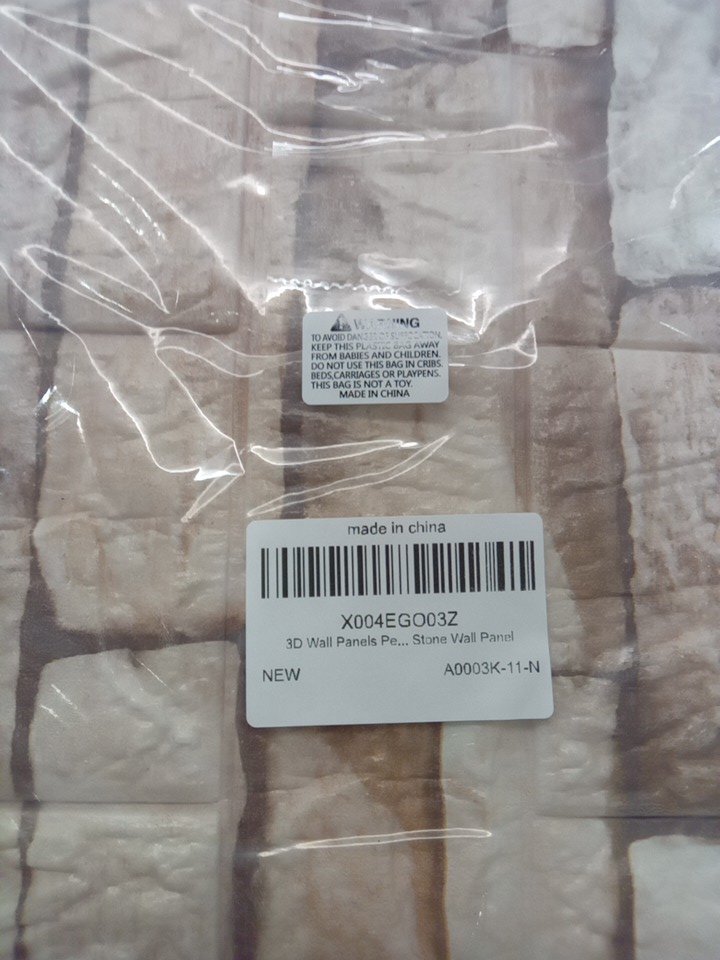 WARNING
TO AVOID DANGER OF SUFFOCATION,
KEEP THIS PLASTIC BAG AWAY
FROM BABIES AND CHILDREN.
DO NOT USE THIS BAG IN CRIBS.
BEDS,CARRIAGES OR PLAYPENS.
THIS BAG IS NOT A TOY.
MADE IN CHINA
made in china
X004EGO03Z
3D Wall Panels Pe... Stone Wall Panel
NEW A0003K-11-N